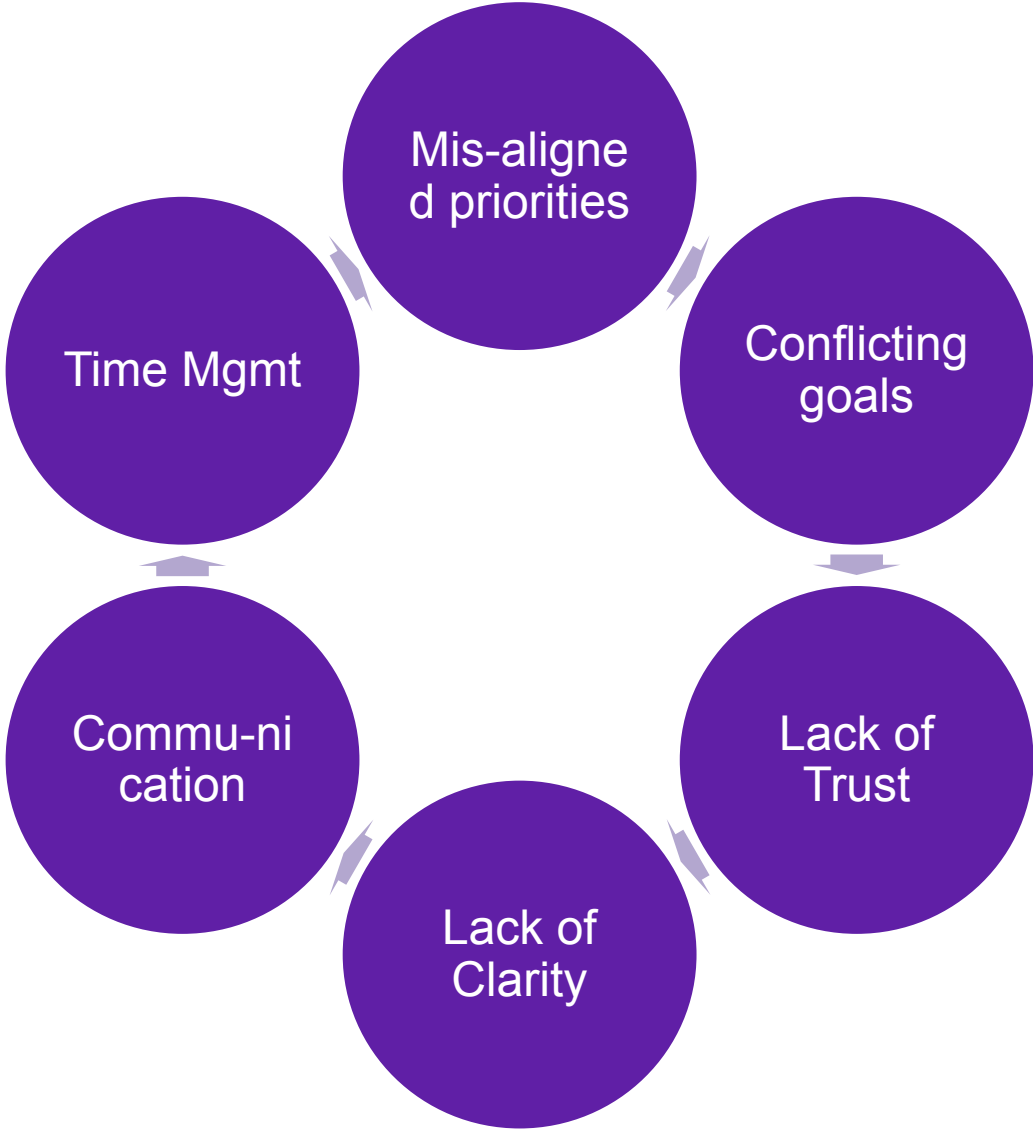 Mis-aligne
d priorities
Conflicting
goals
Lack of
Trust
Lack of
Clarity
Commu-ni
cation
Time Mgmt